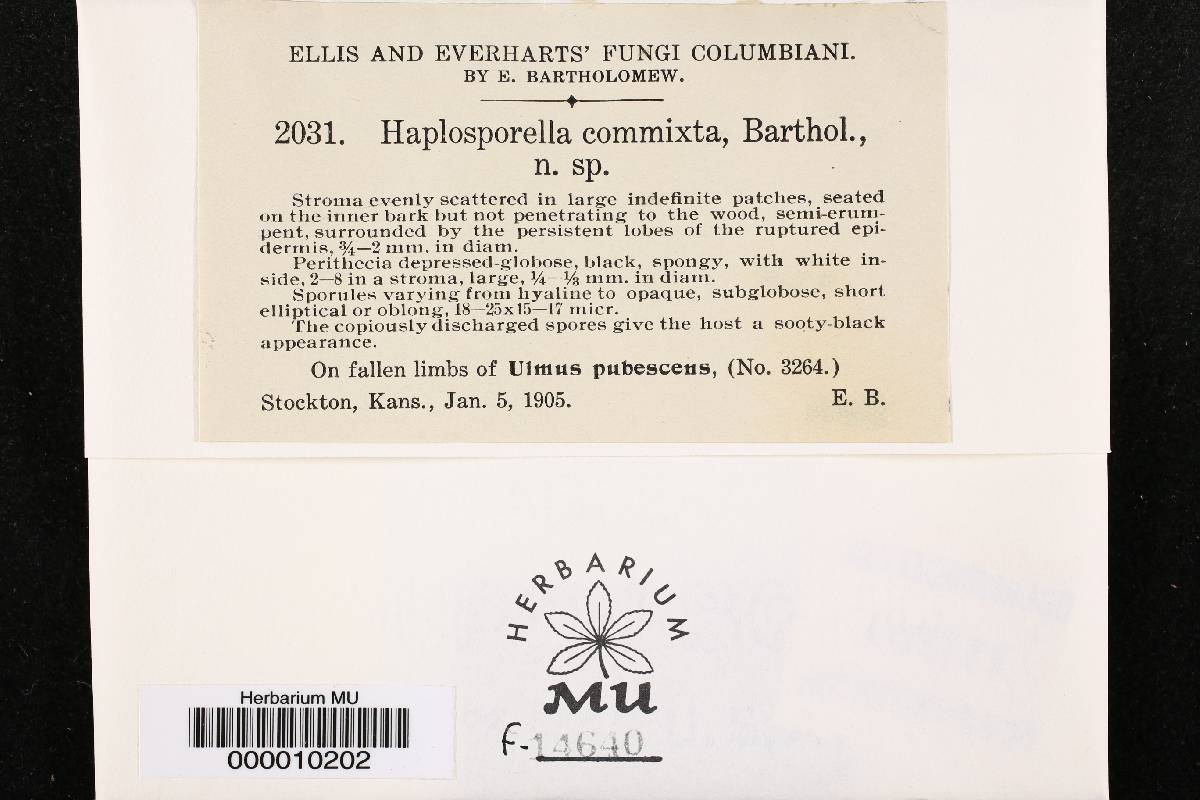 ELLIS AND EVERHARTS' FUNGI COLUMBIANI.
BY E. BARTHOLOMEW.
2031. Haplosporella commixta, Barthol.,
n. sp.
Stroma evenly scattered in large indefinite patches, seated
on the inner bark but not penetrating to the wood, semi-erum-
pent, surrounded by the persistent lobes of the ruptured epi-
dermis, ¾—2 mm. in diam.
Perithecia depressed-globose, black, spongy, with white in-
side, 2—8 in a stroma, large, ¼—⅓ mm. in diam.
Sporules varying from hyaline to opaque, subglobose, short
elliptical or oblong, 18—25x15—17 micr.
The copiously discharged spores give the host a sooty-black
appearance.
On fallen limbs of Ulmus pubescens, (No. 3264.)
Stockton, Kans., Jan. 5, 1905. E. B.
HERBARIUM
MU
F-14640
Herbarium MU
000010202